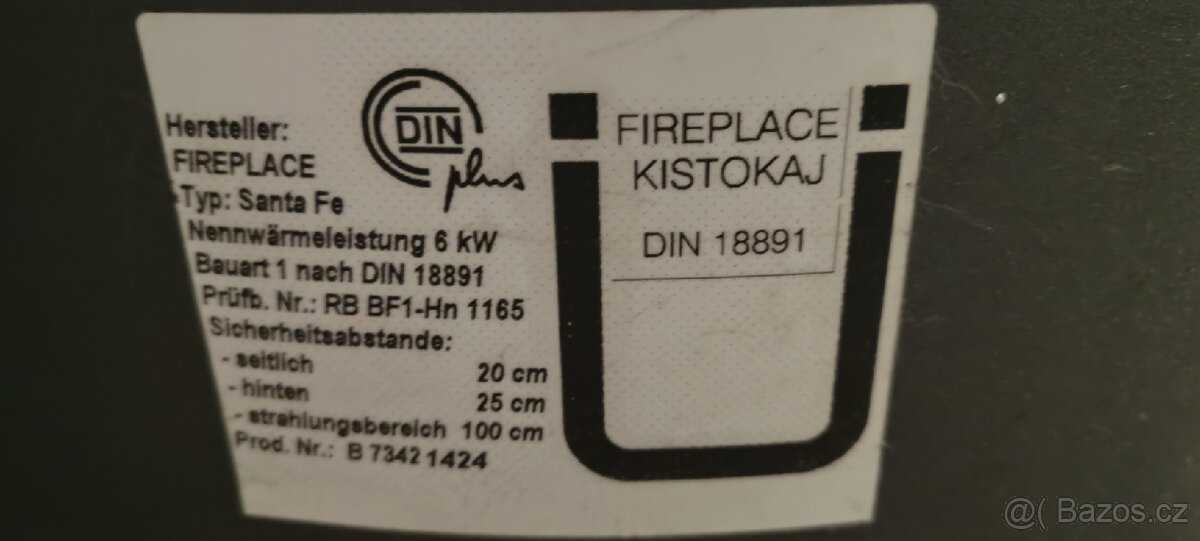 Hersteller:
FIREPLACE
Typ: Santa Fe
Nennwärmeleistung 6 kW
Bauart 1 nach DIN 18891
Prüfb. Nr.: RB BF1-Hn 1165
Sicherheitsabstande:
- seitlich 20 cm
- hinten 25 cm
- strahlungsbereich 100 cm
Prod. Nr.: B 7342 1424
DIN
plus
Ü
FIREPLACE
KISTOKAJ
DIN 18891
@( Bazos.cz